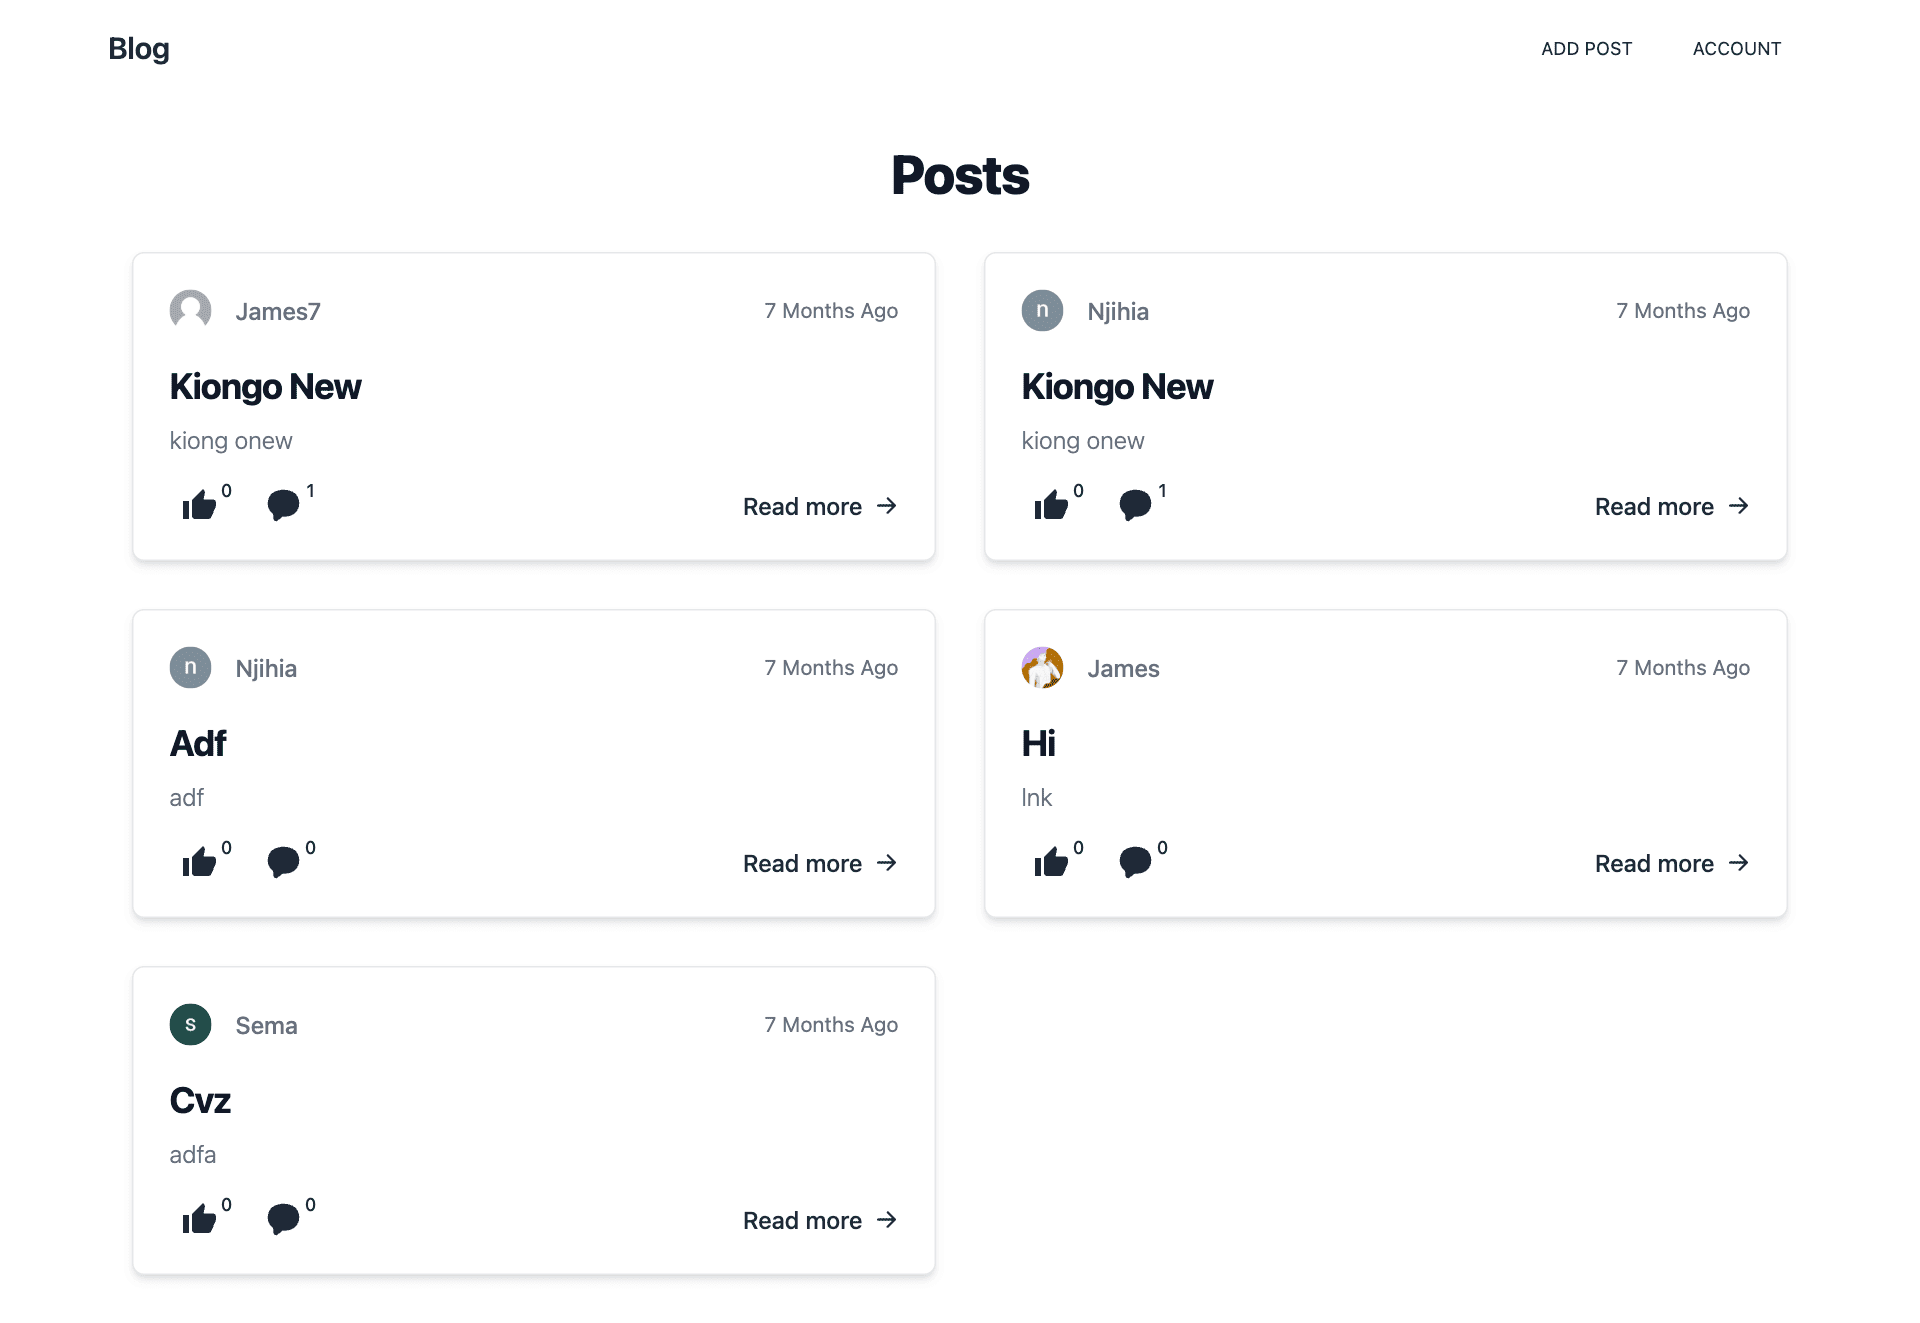 Blog
ADD POST
ACCOUNT
Posts
James7
7 Months Ago
Kiongo New
kiong onew
0
1
Read more
n
Njihia
7 Months Ago
Kiongo New
kiong onew
0
1
Read more
n
Njihia
7 Months Ago
Adf
adf
0
0
Read more
James
7 Months Ago
Hi
lnk
0
0
Read more
s
Sema
7 Months Ago
Cvz
adfa
0
0
Read more